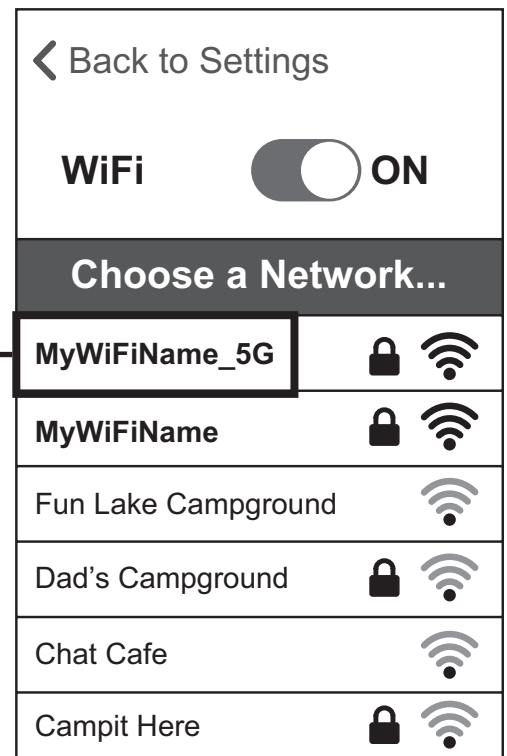 Back to Settings
WiFi ON
Choose a Network...
MyWiFiName_5G
MyWiFiName
Fun Lake Campground
Dad's Campground
Chat Cafe
Campit Here